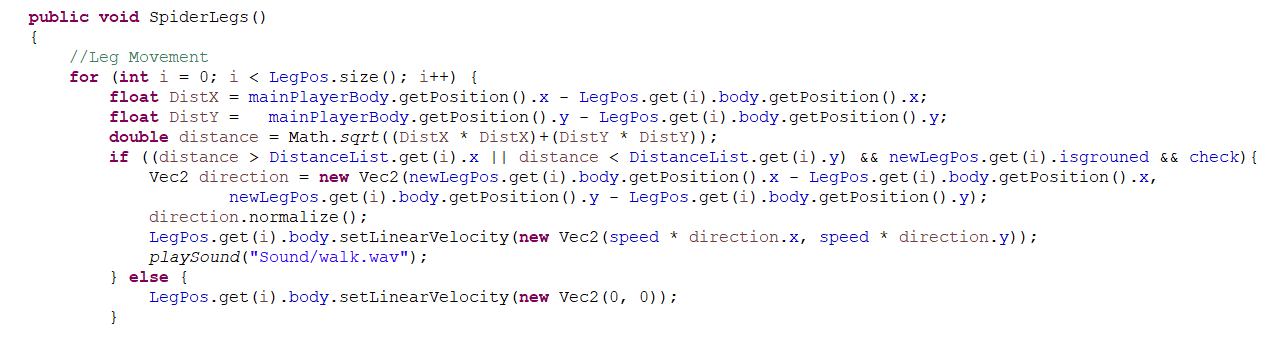 public void SpiderLegs()
{
    //Leg Movement
    for (int i = 0; i < LegPos.size(); i++) {
        float DistX = mainPlayerBody.getPosition().x - LegPos.get(i).body.getPosition().x;
        float DistY =   mainPlayerBody.getPosition().y - LegPos.get(i).body.getPosition().y;
        double distance = Math.sqrt((DistX * DistX)+(DistY * DistY));
        if ((distance > DistanceList.get(i).x || distance < DistanceList.get(i).y) && newLegPos.get(i).isgrouned && check){
            Vec2 direction = new Vec2(newLegPos.get(i).body.getPosition().x - LegPos.get(i).body.getPosition().x,
                    newLegPos.get(i).body.getPosition().y - LegPos.get(i).body.getPosition().y);
            direction.normalize();
            LegPos.get(i).body.setLinearVelocity(new Vec2(speed * direction.x, speed * direction.y));
            playSound("Sound/walk.wav");
        } else {
            LegPos.get(i).body.setLinearVelocity(new Vec2(0, 0));
        }